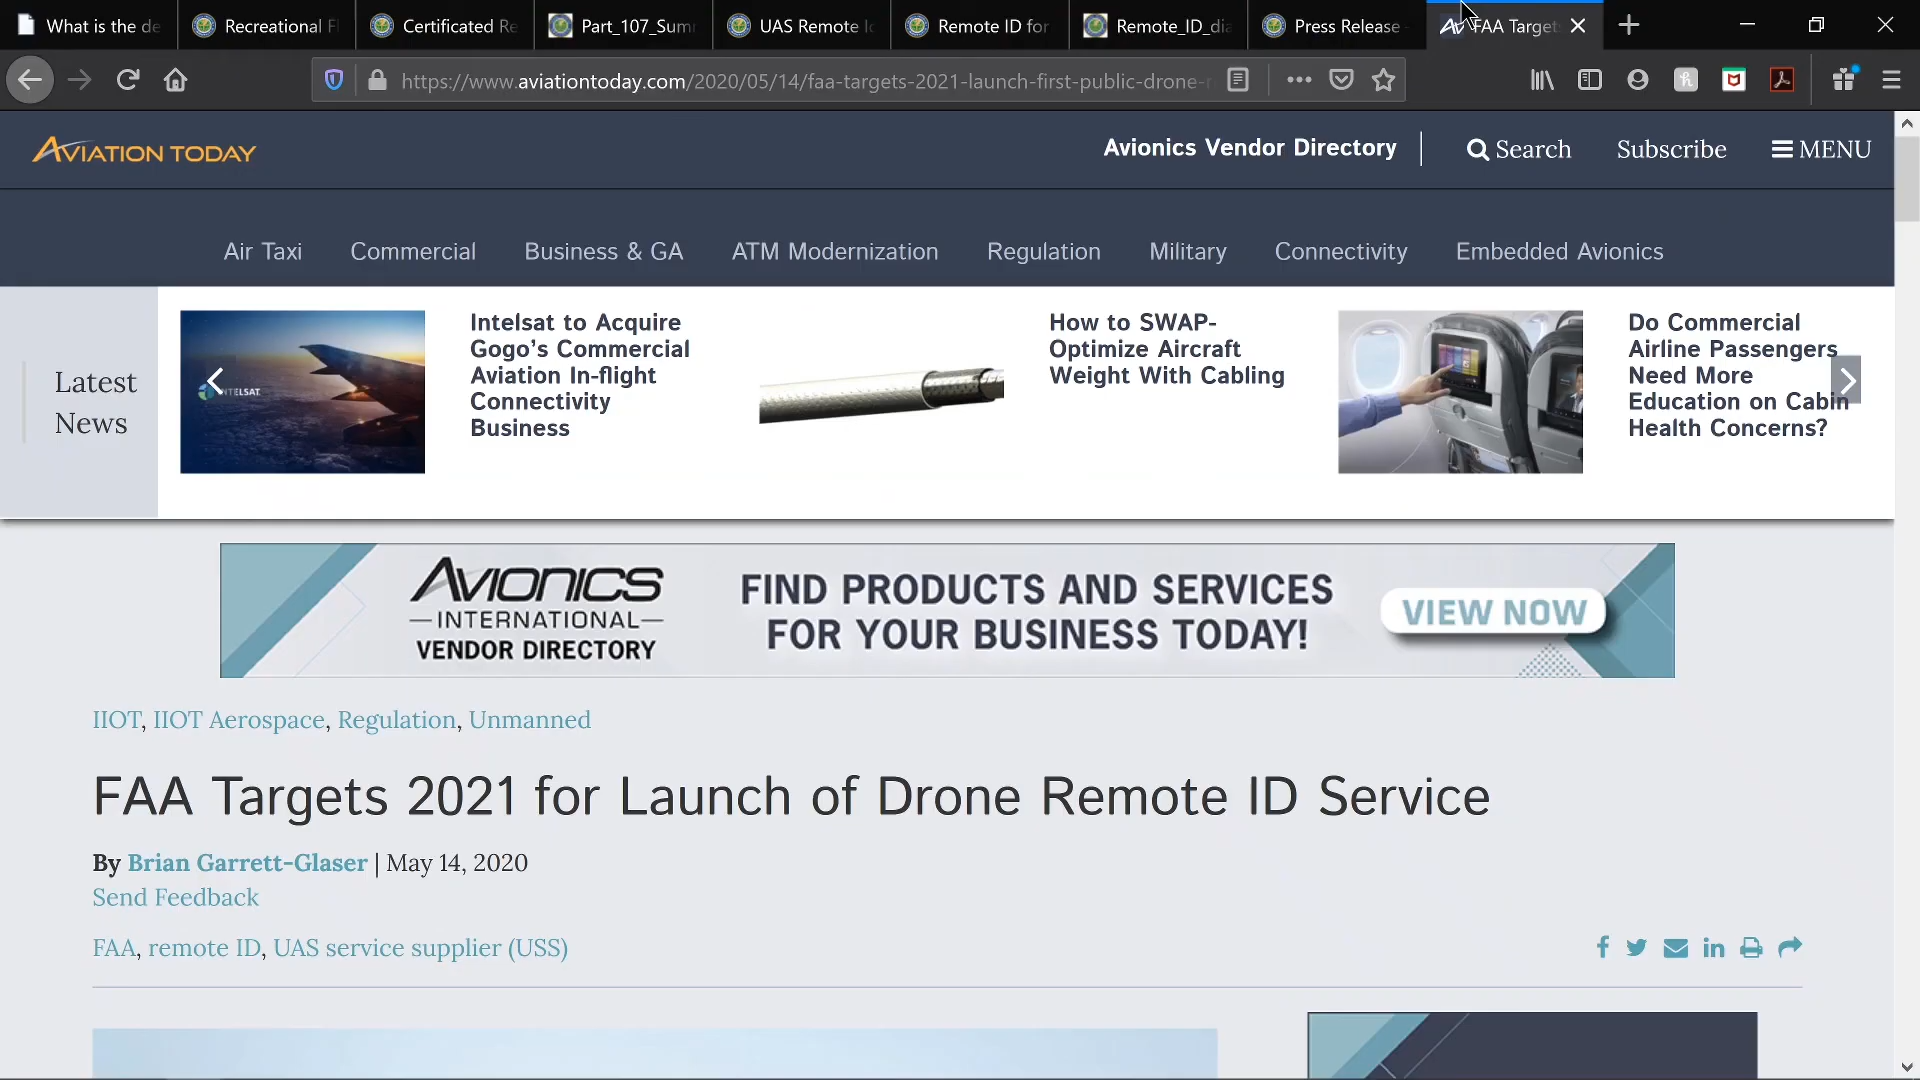 What is the de
Recreational F
Certificated Re
Part_107_Sum
UAS Remote Id
Remote ID for
Remote_ID_dia
Press Release -
FAA Target
https://www.aviationtoday.com/2020/05/14/faa-targets-2021-launch-first-public-drone-r
AVIATION TODAY
Avionics Vendor Directory
Search
Subscribe
MENU
Air Taxi
Commercial
Business & GA
ATM Modernization
Regulation
Military
Connectivity
Embedded Avionics
Latest
News
INTELSAT
Intelsat to Acquire
Gogo’s Commercial
Aviation In-flight
Connectivity
Business
How to SWAP-
Optimize Aircraft
Weight With Cabling
Do Commercial
Airline Passengers
Need More
Education on Cabin
Health Concerns?
AVIONICS
INTERNATIONAL
VENDOR DIRECTORY
FIND PRODUCTS AND SERVICES
FOR YOUR BUSINESS TODAY!
VIEW NOW
IIOT, IIOT Aerospace, Regulation, Unmanned
FAA Targets 2021 for Launch of Drone Remote ID Service
By Brian Garrett-Glaser | May 14, 2020
Send Feedback
FAA, remote ID, UAS service supplier (USS)